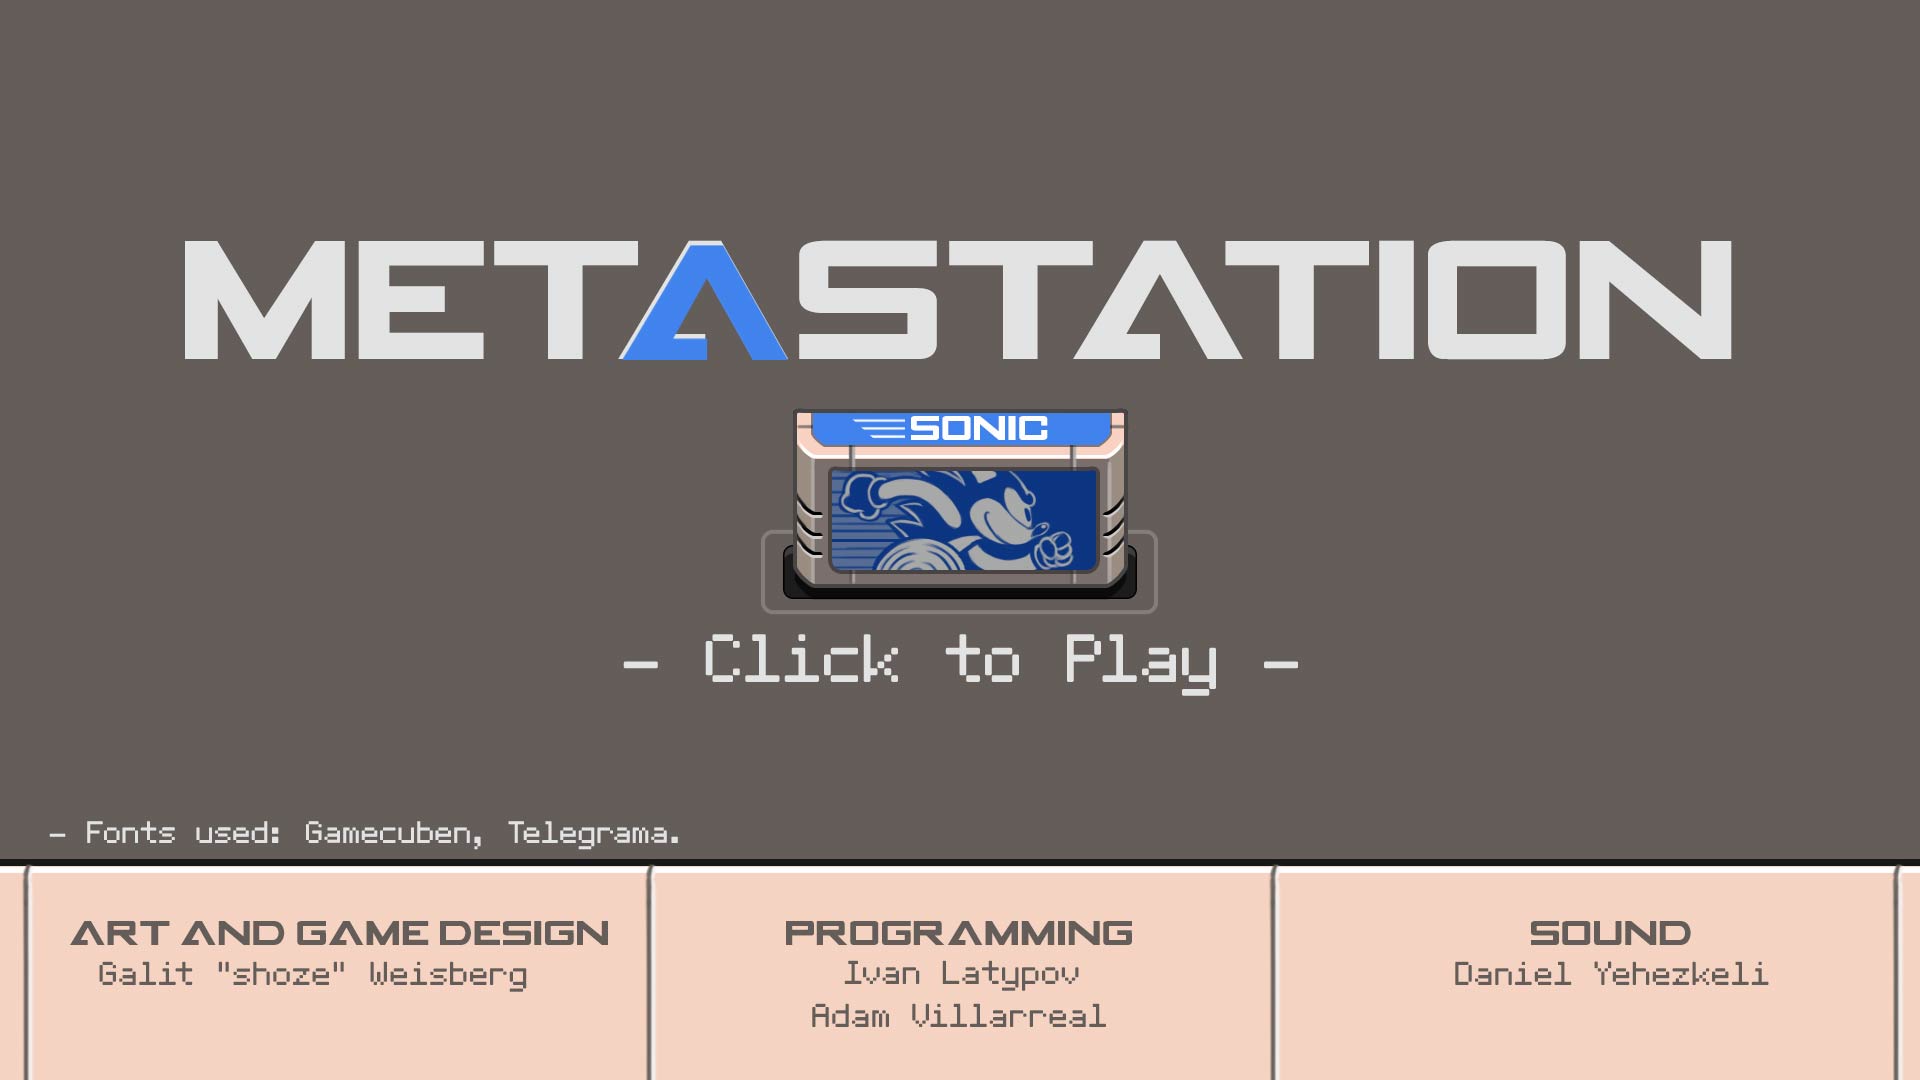 METASTATION
SONIC
- Click to Play -
- Fonts used: Gamecuben, Telegrama.
ART AND GAME DESIGN
Galit "shoze" Weisberg
PROGRAMMING
Ivan Latypov
Adam Villarreal
SOUND
Daniel Yehezkeli